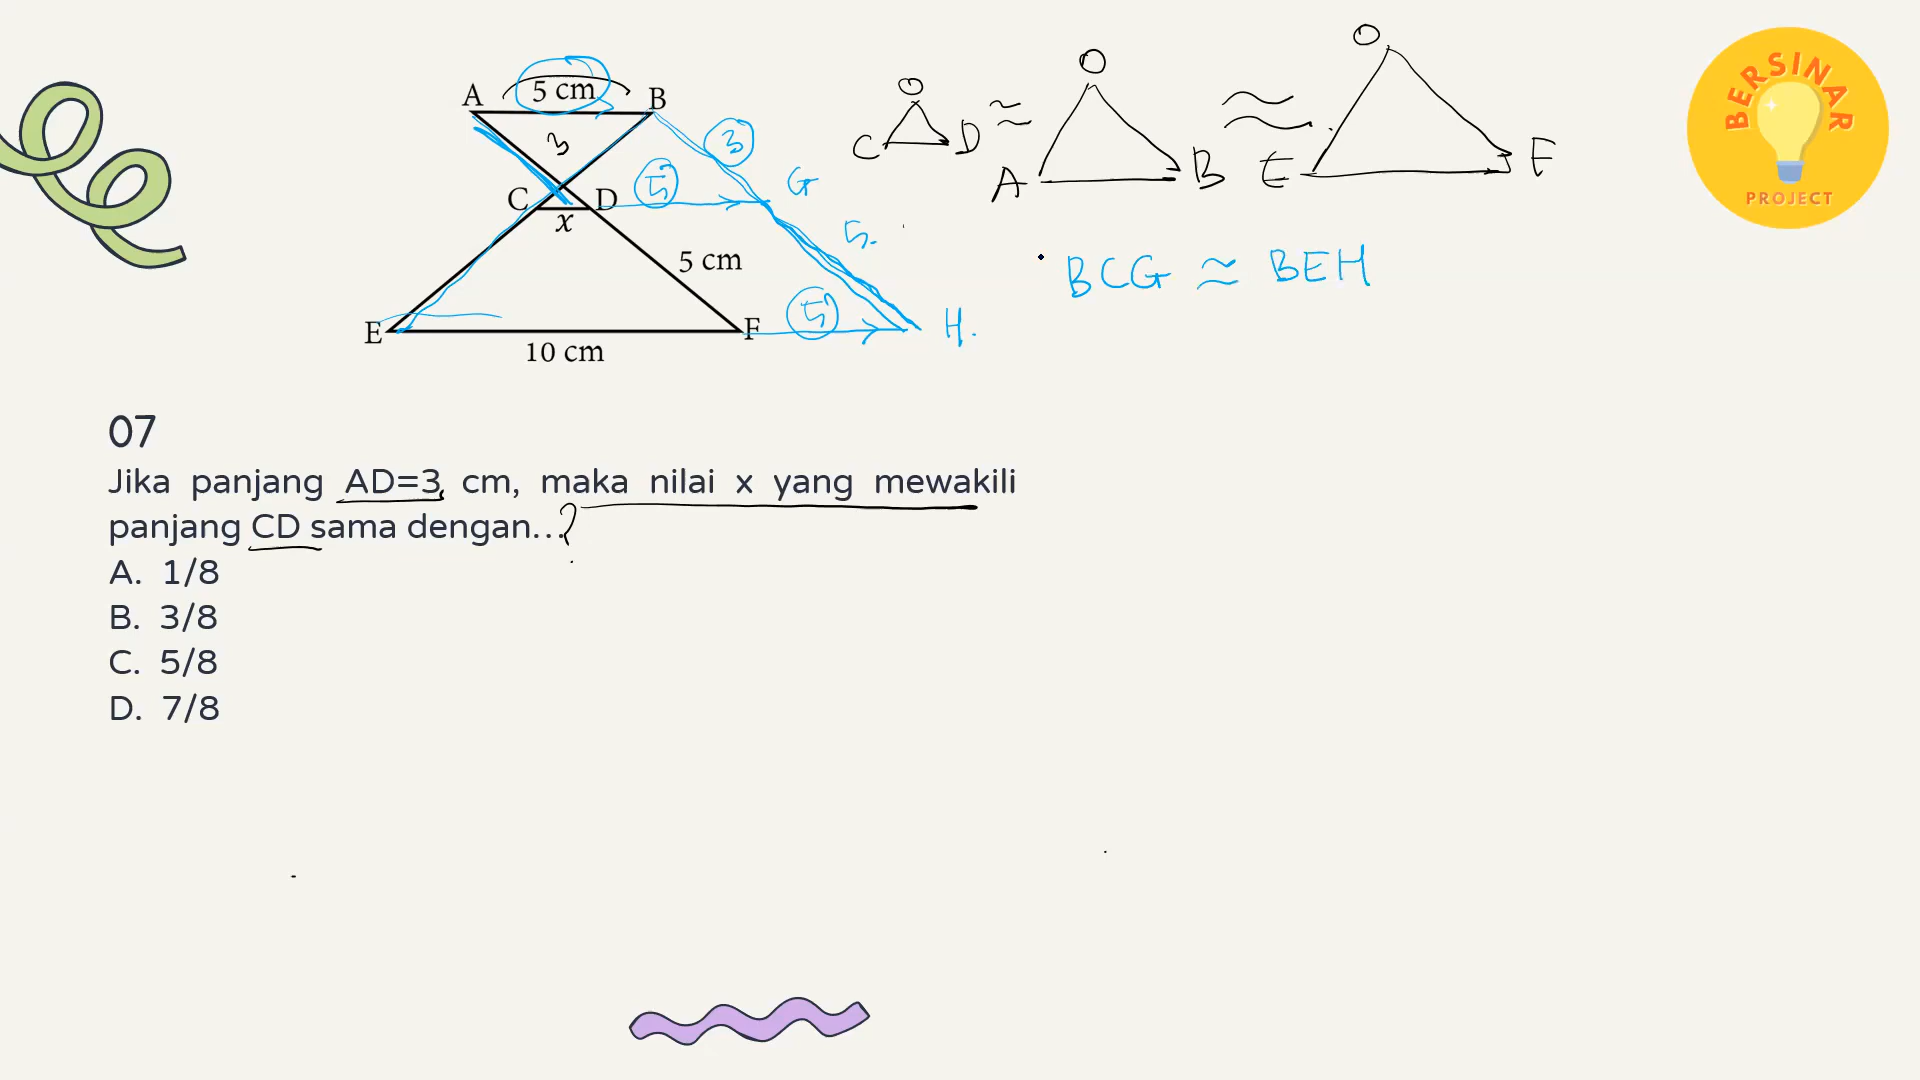 A 5 cm B
3
3
5
G
C D
x
5
5 cm
5
E F H.
10 cm
O O O
C D ≈ A B ≈ E F
BCG ≈ BEH
BERSINAR
PROJECT
07
Jika panjang AD=3 cm, maka nilai x yang mewakili
panjang CD sama dengan...?
A. 1/8
B. 3/8
C. 5/8
D. 7/8